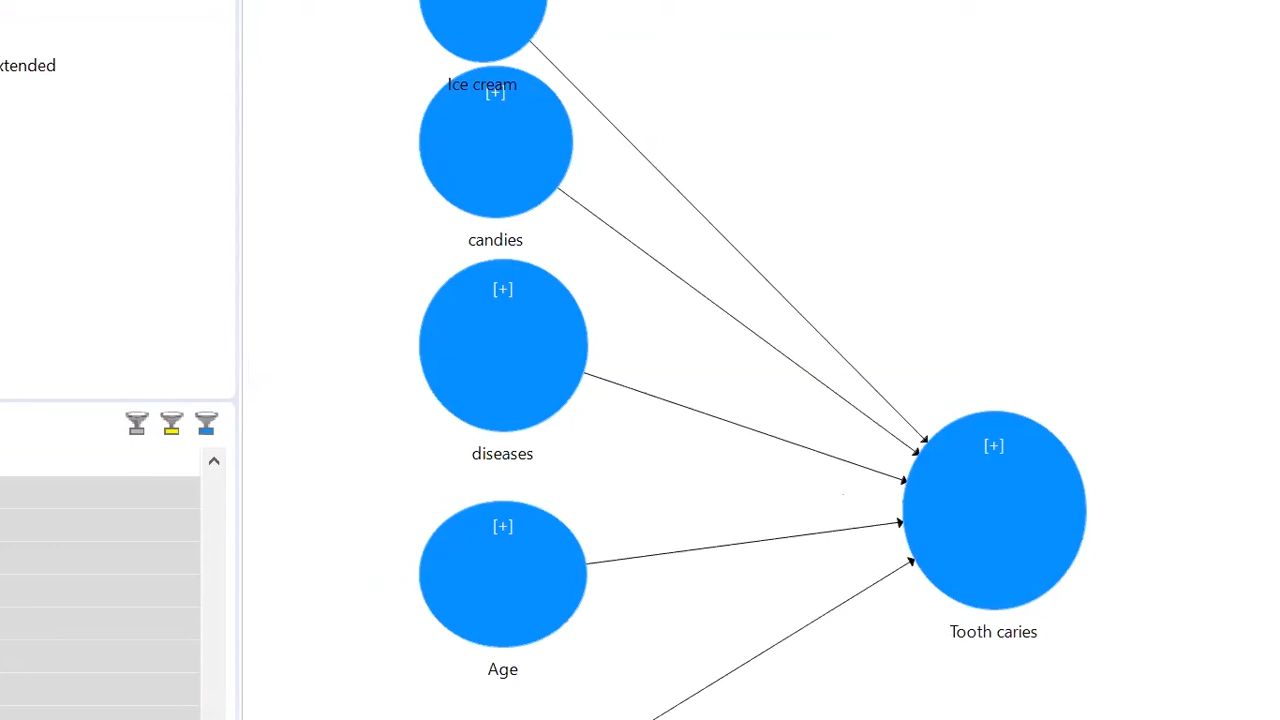 xtended
Ice cream
[+]
candies
[+]
diseases
[+]
Age
[+]
Tooth caries